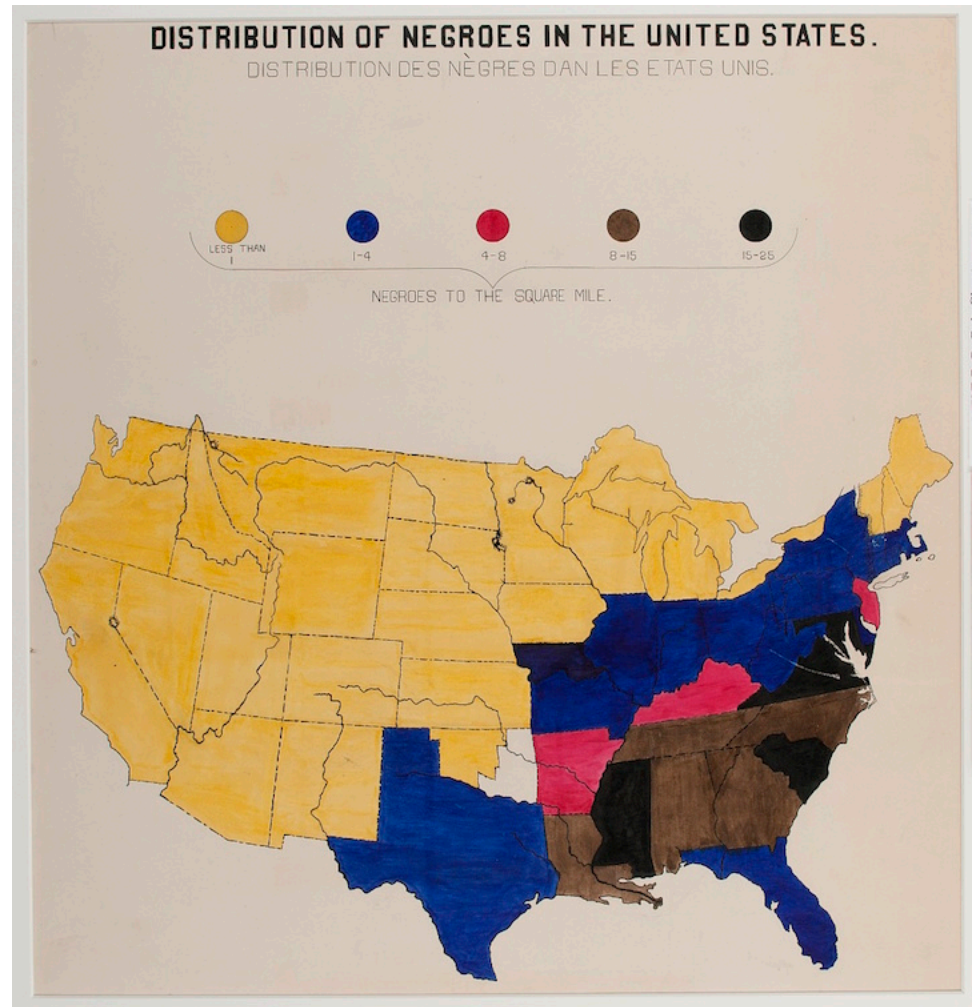 DISTRIBUTION OF NEGROES IN THE UNITED STATES.
DISTRIBUTION DES NÈGRES DAN LES ETATS UNIS.
LESS THAN
1
1-4
4-8
8-15
15-25
NEGROES TO THE SQUARE MILE.